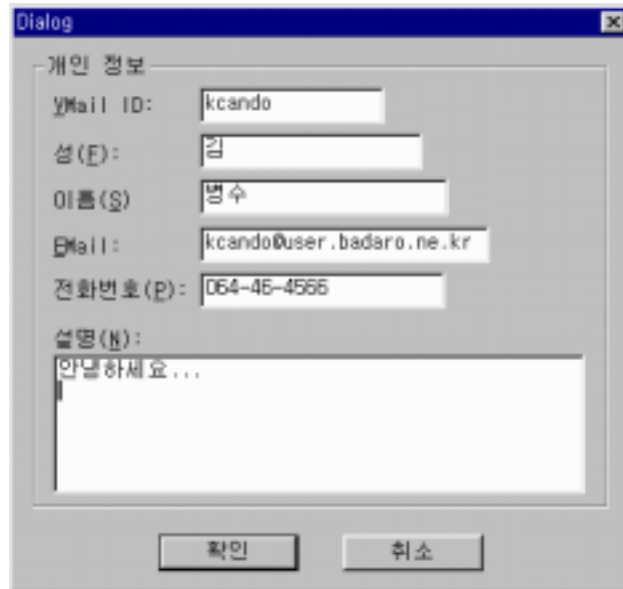 Dialog
개인 정보
VMail ID: kcando
성(F): 김
이름(S) 병수
EMail: kcando@user.badaro.ne.kr
전화번호(P): 064-46-4566
설명(N):
안녕하세요...
확인 취소